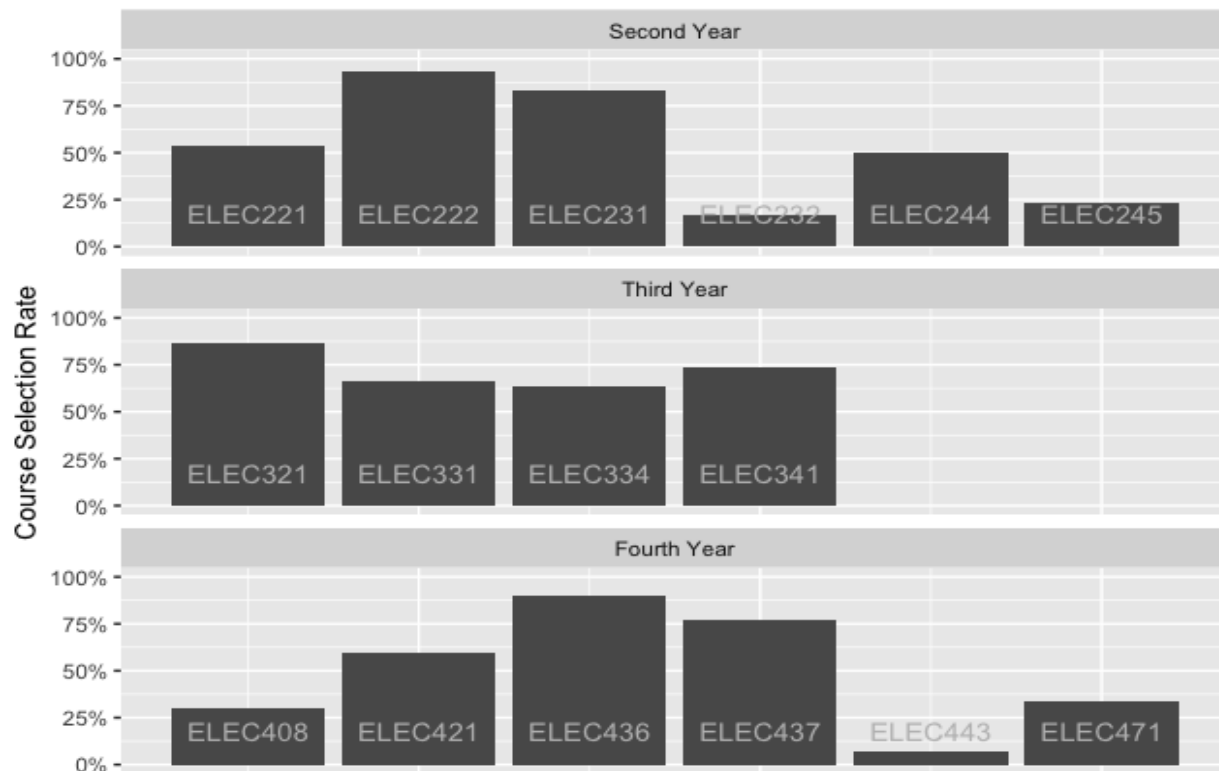 Second Year
100%
75%
50%
25%
0%
ELEC221 ELEC222 ELEC231 ELEC232 ELEC244 ELEC245
Third Year
100%
75%
50%
25%
0%
ELEC321 ELEC331 ELEC334 ELEC341
Course Selection Rate
Fourth Year
100%
75%
50%
25%
0%
ELEC408 ELEC421 ELEC436 ELEC437 ELEC443 ELEC471